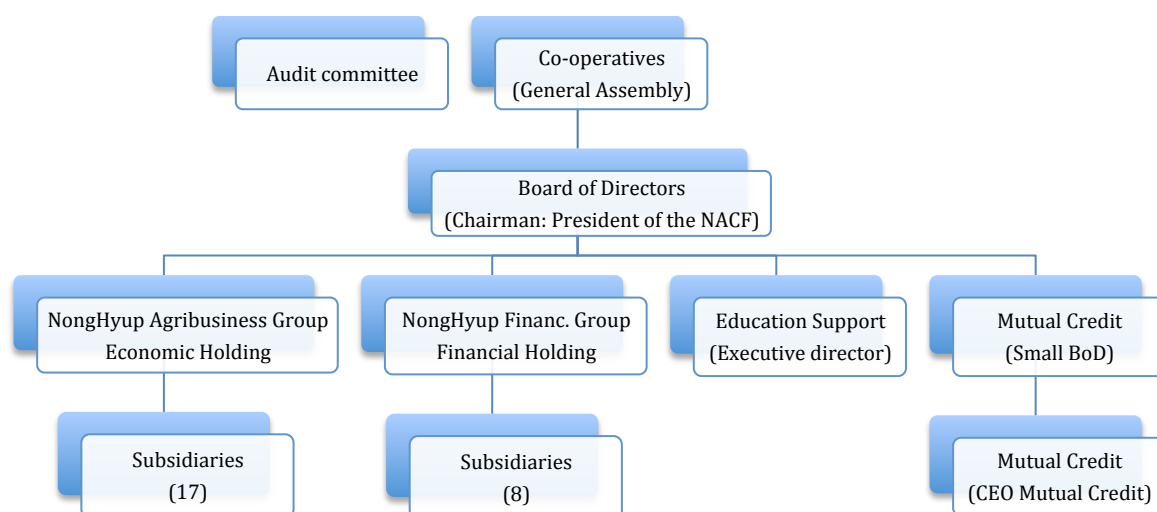 Audit committee
Co-operatives
(General Assembly)
Board of Directors
(Chairman: President of the NACF)
NongHyup Agribusiness Group
Economic Holding
NongHyup Financ. Group
Financial Holding
Education Support
(Executive director)
Mutual Credit
(Small BoD)
Subsidiaries
(17)
Subsidiaries
(8)
Mutual Credit
(CEO Mutual Credit)